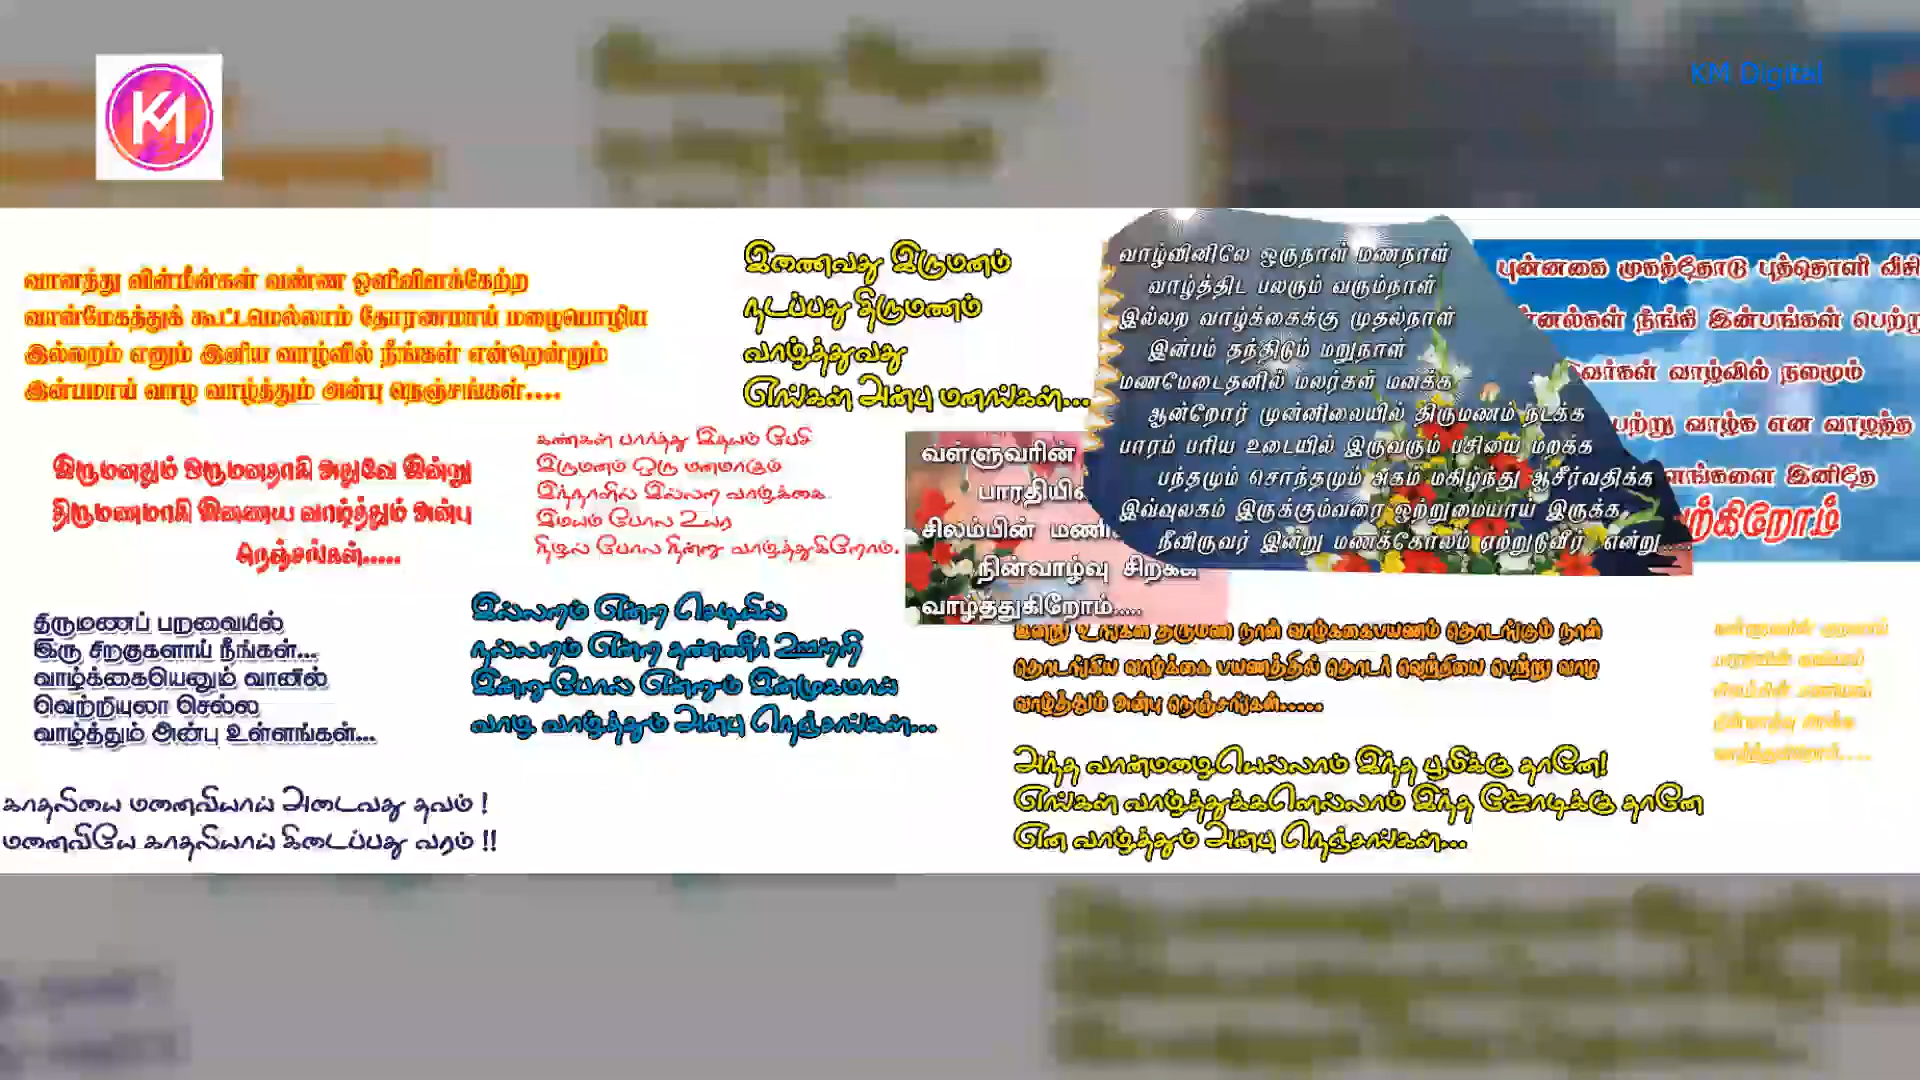 KM
KM Digital
வானத்து விண்மீன்கள் வண்ண ஒளிவிளக்கேற்ற
வான்மேகத்துக் கூட்டமெல்லாம் தோரணமாய் மழைபொழிய
இல்லறம் எனும் இனிய வாழ்வில் நீங்கள் என்றென்றும்
இன்பமாய் வாழ வாழ்த்தும் அன்பு நெஞ்சங்கள்....
இணைவது இருமனம்
நடப்பது திருமணம்
வாழ்த்துவது
எங்கள் அன்பு மனங்கள்...
வாழ்வினிலே ஒருநாள் மணநாள்
வாழ்த்திட பலரும் வரும்நாள்
இல்லற வாழ்க்கைக்கு முதல்நாள்
இன்பம் தந்திடும் மறுநாள்
மணமேடைதனில் மலர்கள் மணக்க
ஆன்றோர் முன்னிலையில் திருமணம் நடக்க
பாரம் பரிய உடையில் இருவரும் பசியை மறக்க
பந்தமும் சொந்தமும் அகம் மகிழ்ந்து ஆசீர்வதிக்க
இவ்வுலகம் இருக்கும்வரை ஒற்றுமையாய் இருக்க
நீவிருவர் இன்று மணக்கோலம் ஏற்றுடுவீர் என்று.....
புன்னகை முகத்தோடு புத்தொளி வீசி
நீங்கி இன்பங்கள் பெற்று
வாழ்வில் நலமும்
வாழ்க என வாழந்த
இனிதே
இருமனதும் ஒருமனதாகி அதுவே இன்று
திருமணமாகி இணைய வாழ்த்தும் அன்பு
நெஞ்சங்கள்.....
கண்கள் பார்த்து இதயம் பேசி
இருமனம் ஒரு மனமாகும்
இந்நாளில் இல்லற வாழ்க்கை
இமயம் போல உயர
நிழல் போல நின்று வாழ்த்துகிறோம்.
வள்ளுவரின்
சிலம்பின்
நின்வாழ்வு சிறக்க
வாழ்த்துகிறோம்.....
திருமணப் பறவையில்
இரு சிறகுகளாய் நீங்கள்...
வாழ்க்கையெனும் வானில்
வெற்றியுலா செல்ல
வாழ்த்தும் அன்பு உள்ளங்கள்...
இல்லறம் என்ற செடியில்
நல்லறம் என்ற தண்ணீர் ஊற்றி
இன்றுபோல் என்றும் இன்முகமாய்
வாழ வாழ்த்தும் அன்பு நெஞ்சங்கள்...
இன்று உங்கள் திருமண நாள் வாழ்க்கைபயணம் தொடங்கும் நாள்
தொடங்கிய வாழ்க்கை பயணத்தில் தொடர் வெற்றியை பெற்று வாழ
வாழ்த்தும் அன்பு நெஞ்சங்கள்.....
காதலியை மனைவியாய் அடைவது தவம் !
மனைவியே காதலியாய் கிடைப்பது வரம் !!
அந்த வான்மழையெல்லாம் இந்த பூமிக்கு தானே!
எங்கள் வாழ்த்துக்களெல்லாம் இந்த ஜோடிக்கு தானே
என வாழ்த்தும் அன்பு நெஞ்சங்கள்...